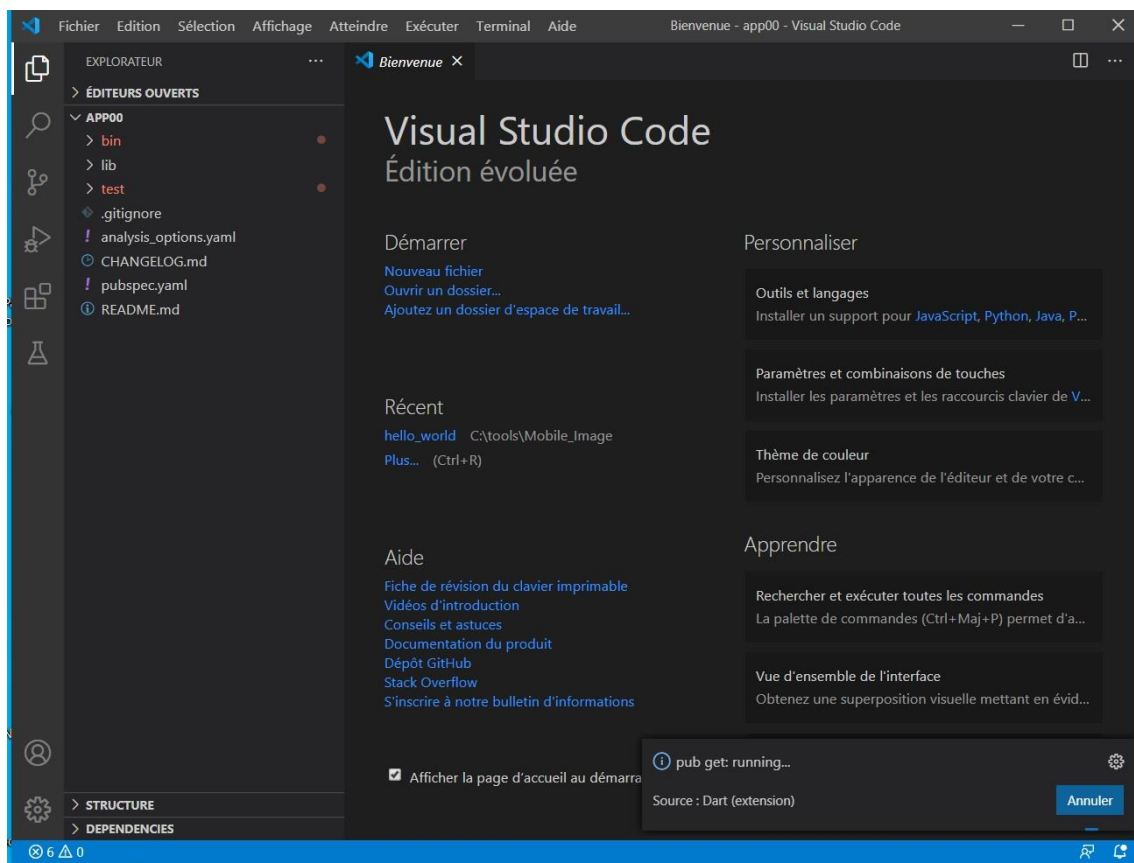 Fichier Edition Sélection Affichage Atteindre Exécuter Terminal Aide Bienvenue - app00 - Visual Studio Code
EXPLORATEUR
ÉDITEURS OUVERTS
APP00
bin
lib
test
.gitignore
analysis_options.yaml
CHANGELOG.md
pubspec.yaml
README.md
STRUCTURE
DEPENDENCIES
Bienvenue
Visual Studio Code
Édition évoluée
Démarrer
Nouveau fichier
Ouvrir un dossier...
Ajoutez un dossier d'espace de travail...
Récent
hello_world C:\tools\Mobile_Image
Plus... (Ctrl+R)
Aide
Fiche de révision du clavier imprimable
Vidéos d'introduction
Conseils et astuces
Documentation du produit
Dépôt GitHub
Stack Overflow
S'inscrire à notre bulletin d'informations
Afficher la page d'accueil au démarra
Personnaliser
Outils et langages
Installer un support pour JavaScript, Python, Java, P...
Paramètres et combinaisons de touches
Installer les paramètres et les raccourcis clavier de V...
Thème de couleur
Personnalisez l'apparence de l'éditeur et de votre c...
Apprendre
Rechercher et exécuter toutes les commandes
La palette de commandes (Ctrl+Maj+P) permet d'a...
Vue d'ensemble de l'interface
Obtenez une superposition visuelle mettant en évid...
pub get: running...
Source : Dart (extension)
Annuler
6 0